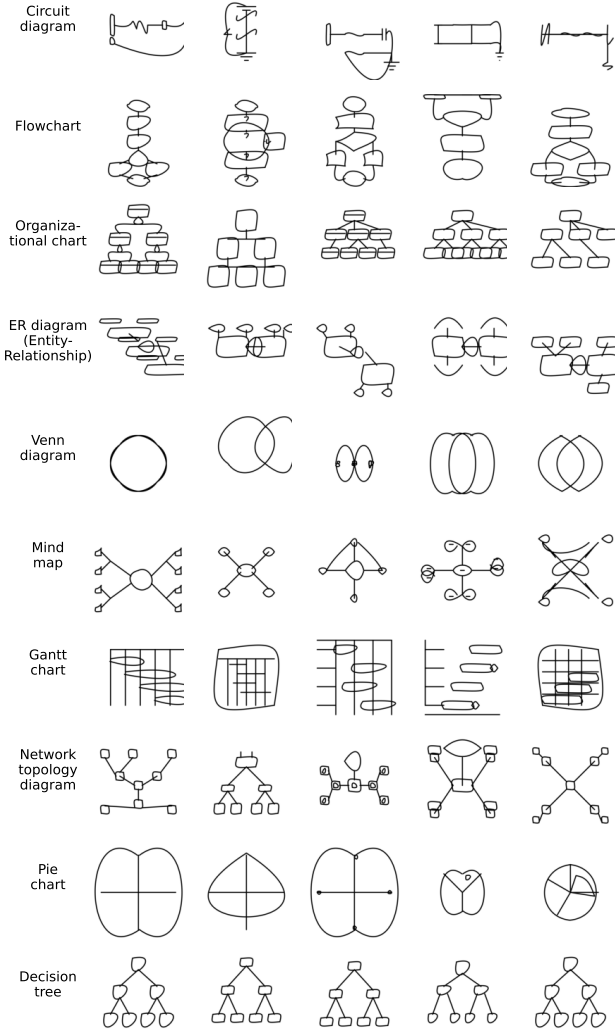 Circuit
diagram
Flowchart
Organiza-
tional chart
ER diagram
(Entity-
Relationship)
Venn
diagram
Mind
map
Gantt
chart
Network
topology
diagram
Pie
chart
Decision
tree